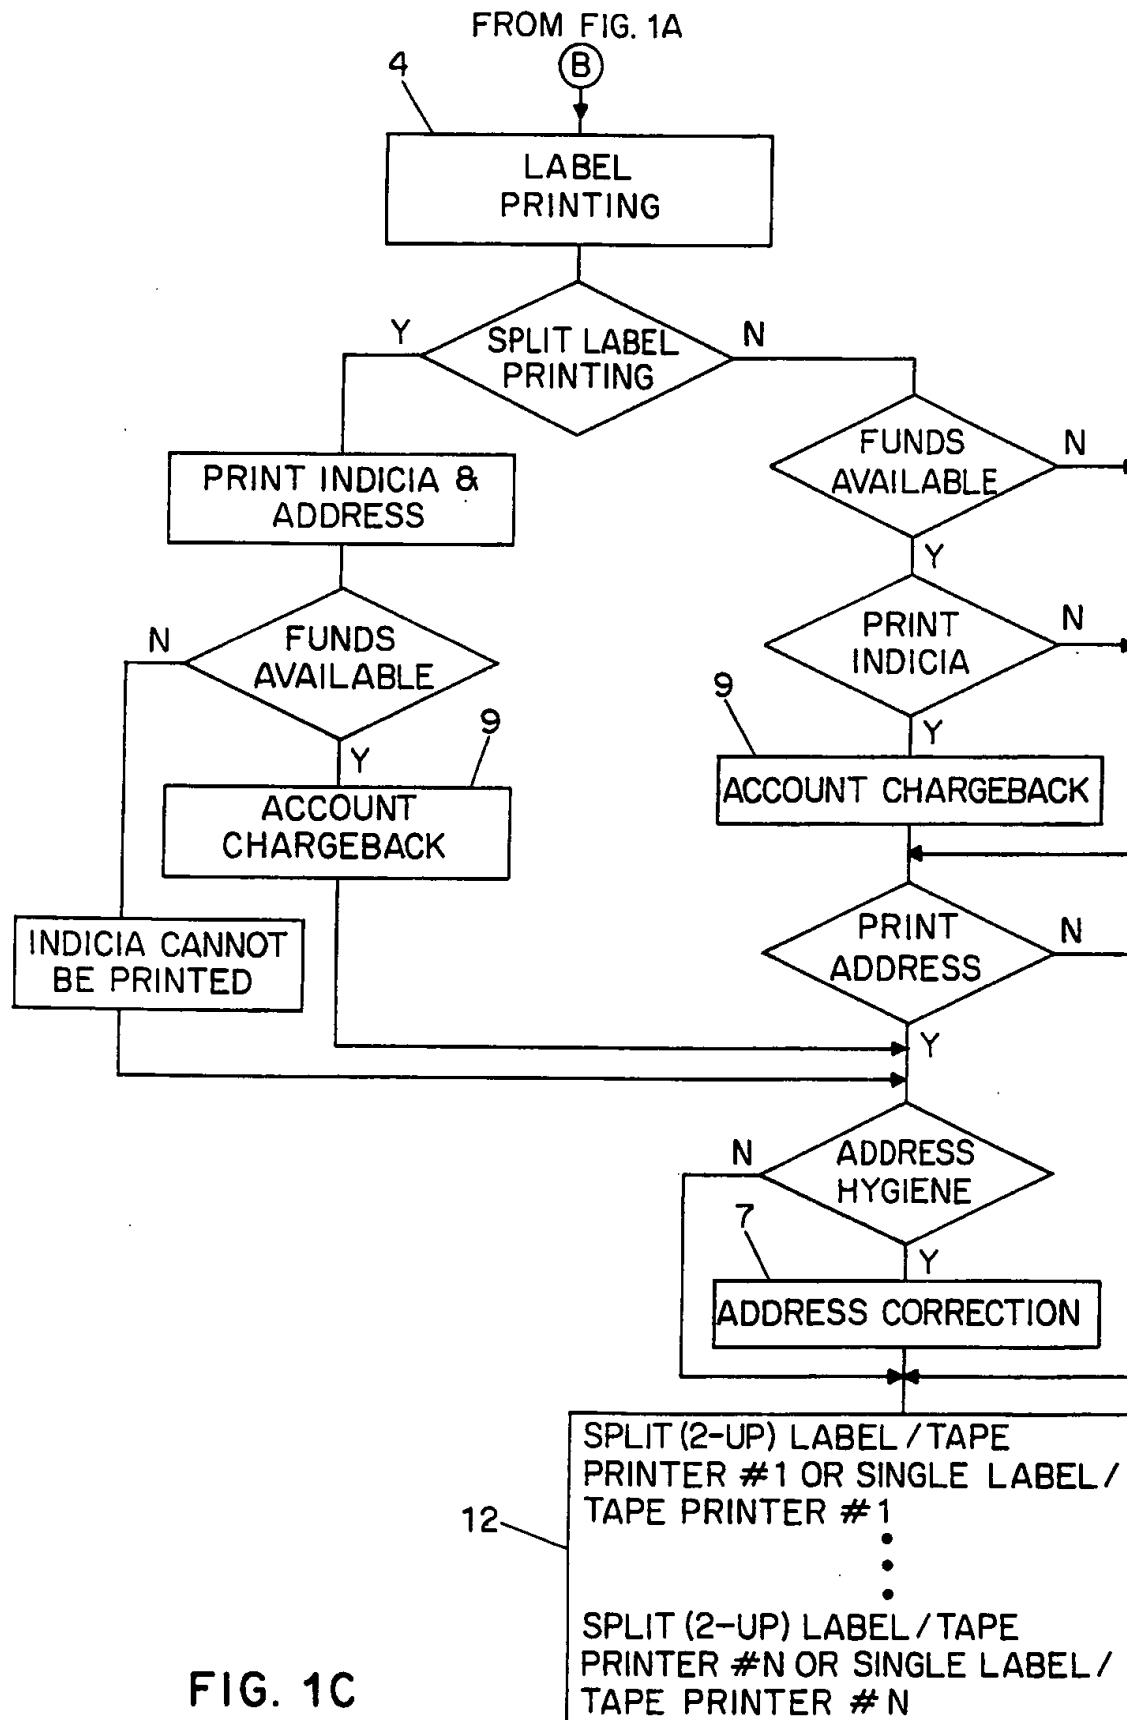 FROM FIG. 1A
B
4
LABEL
PRINTING
Y
SPLIT LABEL
PRINTING
N
PRINT INDICIA &
ADDRESS
FUNDS
AVAILABLE
N
Y
N
FUNDS
AVAILABLE
Y
PRINT
INDICIA
N
Y
9
ACCOUNT
CHARGEBACK
9
ACCOUNT CHARGEBACK
INDICIA CANNOT
BE PRINTED
PRINT
ADDRESS
N
Y
N
ADDRESS
HYGIENE
Y
7
ADDRESS CORRECTION
12
SPLIT (2-UP) LABEL / TAPE
PRINTER #1 OR SINGLE LABEL /
TAPE PRINTER #1
SPLIT (2-UP) LABEL / TAPE
PRINTER #N OR SINGLE LABEL /
TAPE PRINTER #N
FIG. 1C